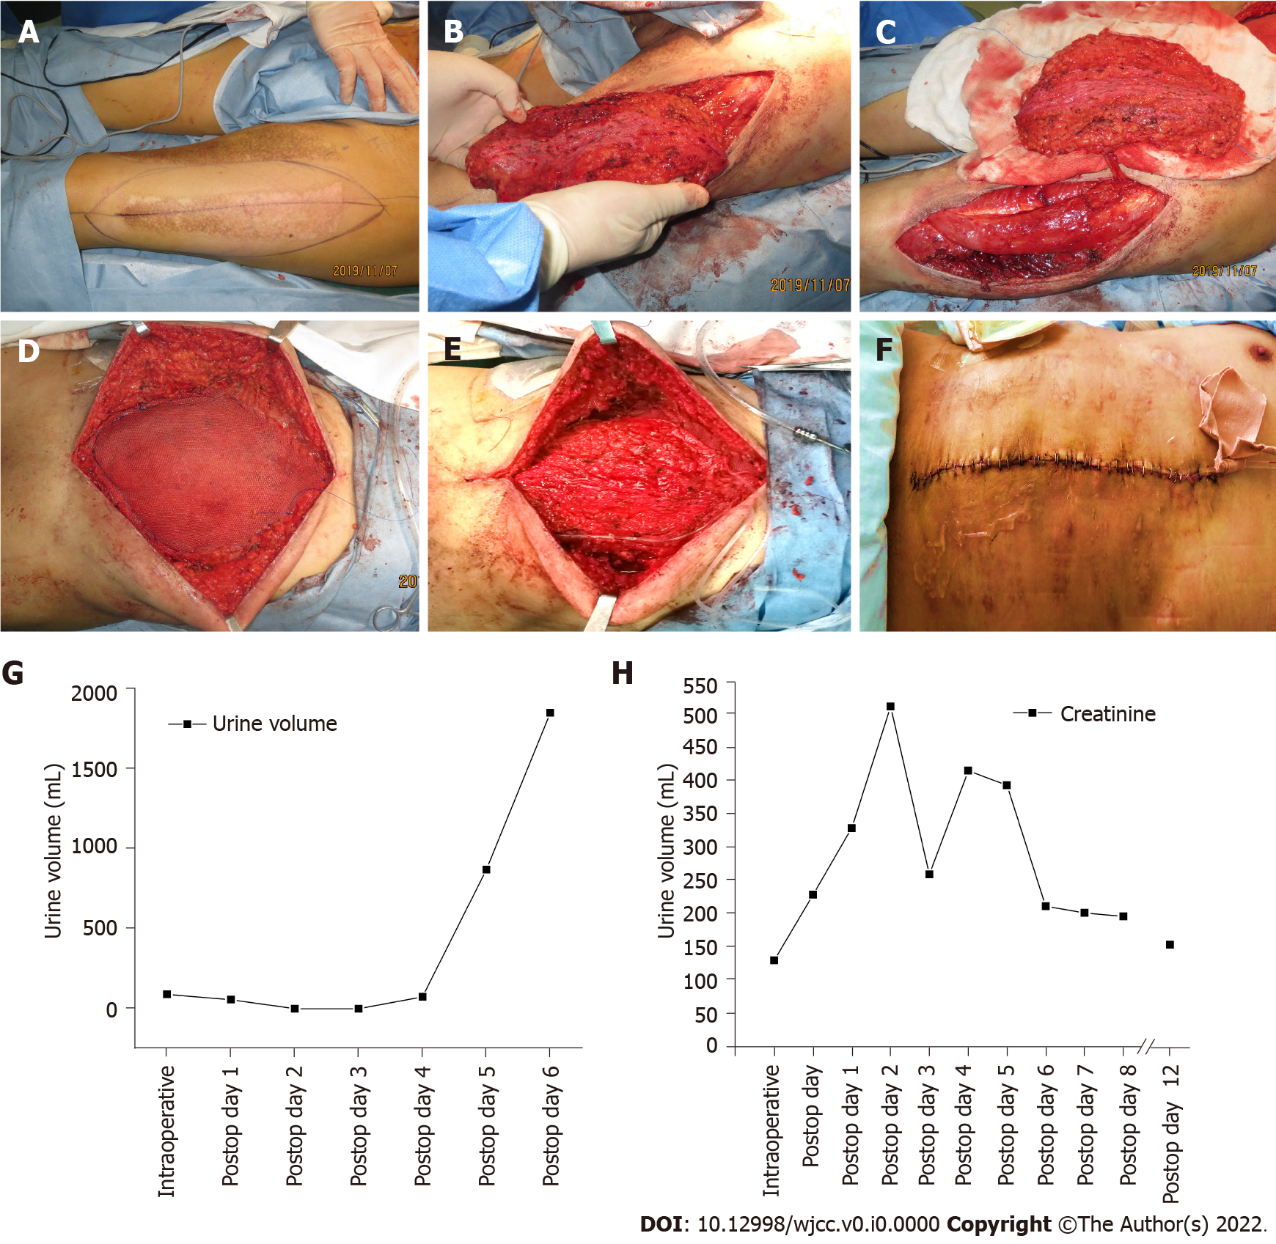 A
B
C
2019/11/07
2019/11/07
2019/11/07
D
E
F
20
G
H
2000
1500
1000
500
0
Urine volume (mL)
Urine volume
Intraoperative
Postop day 1
Postop day 2
Postop day 3
Postop day 4
Postop day 5
Postop day 6
550
500
450
400
350
300
250
200
150
100
50
0
Urine volume (mL)
Creatinine
Intraoperative
Postop day
Postop day 1
Postop day 2
Postop day 3
Postop day 4
Postop day 5
Postop day 6
Postop day 7
Postop day 8
Postop day 12
DOI: 10.12998/wjcc.v0.i0.0000 Copyright ©The Author(s) 2022.